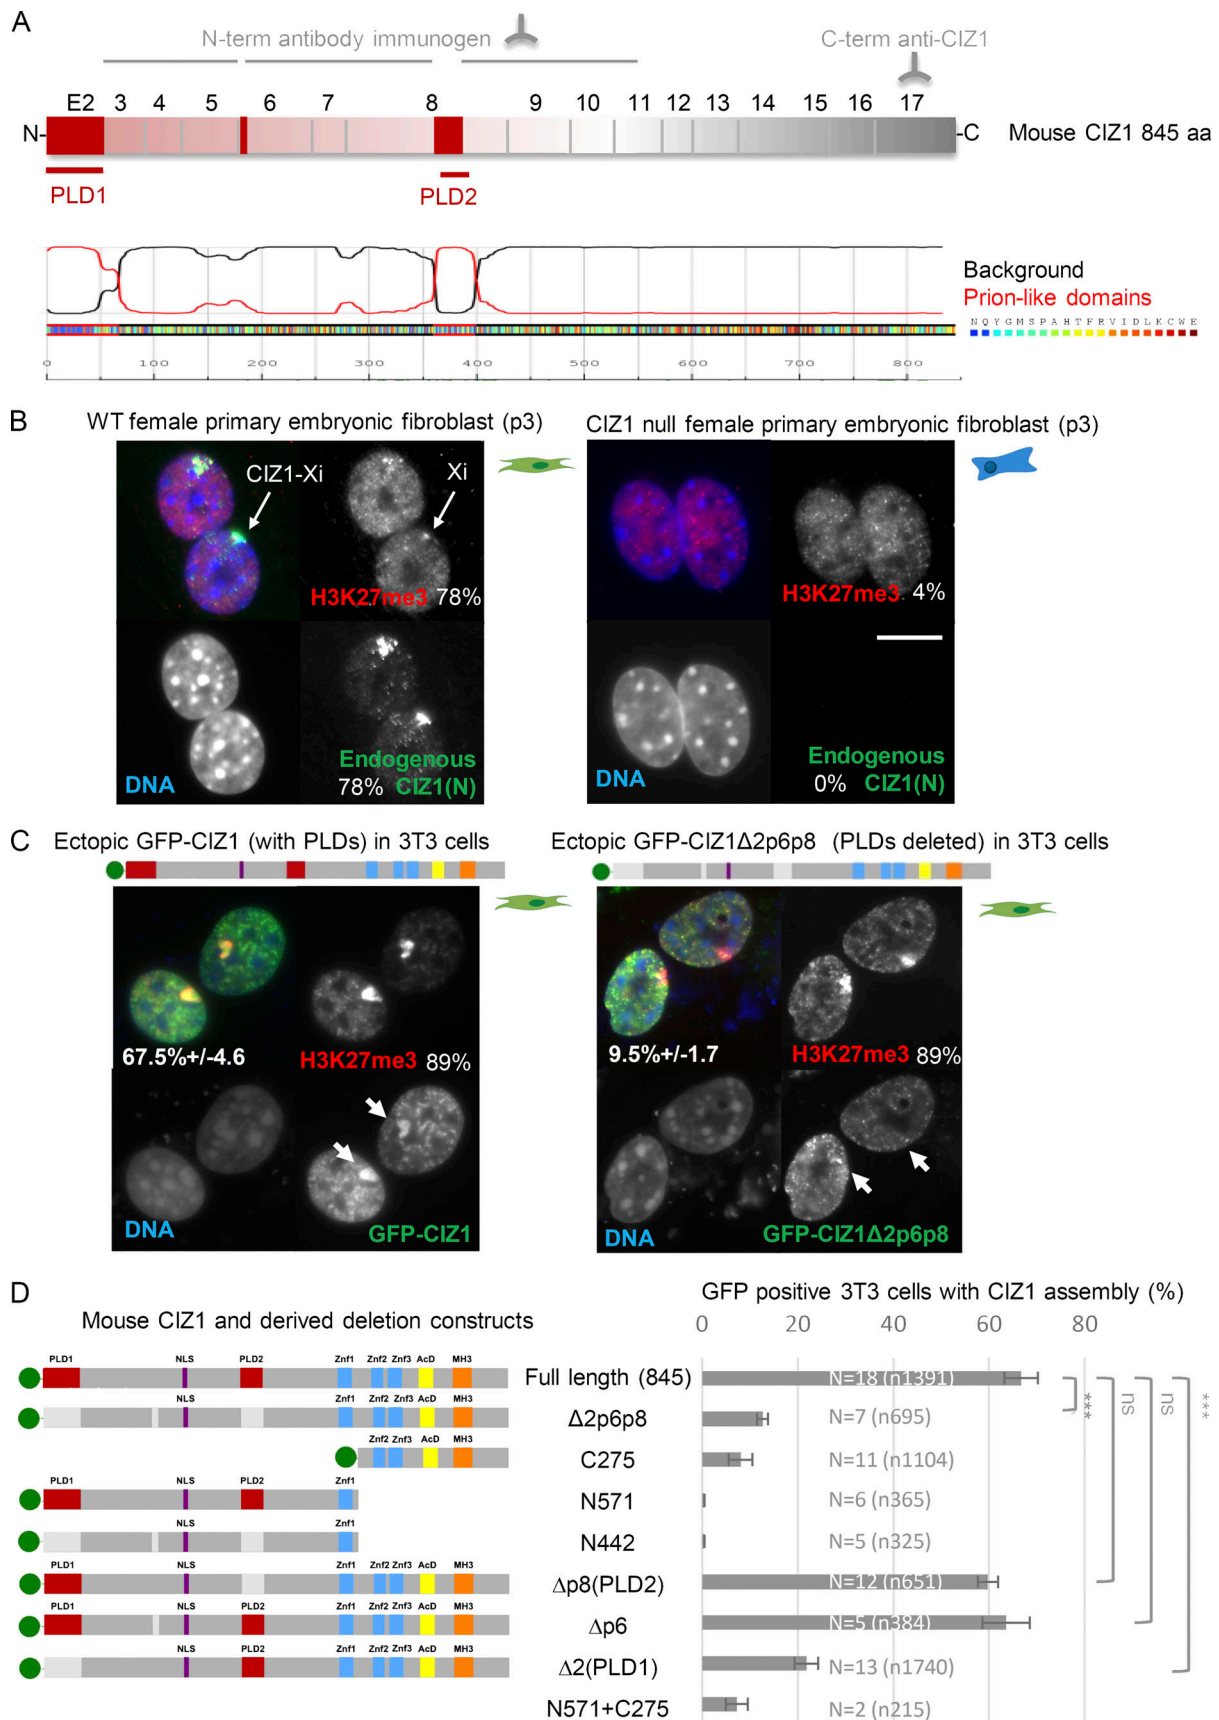 A
N-term antibody immunogen
C-term anti-CIZ1
E2 3 4 5 6 7 8 9 10 11 12 13 14 15 16 17
N- -C Mouse CIZ1 845 aa
PLD1 PLD2
Background
Prion-like domains
N Q Y G M S P A H T F R V I D L K C W E
0 100 200 300 400 500 600 700 800
B
WT female primary embryonic fibroblast (p3)
CIZ1 null female primary embryonic fibroblast (p3)
CIZ1-Xi Xi
H3K27me3 78%
H3K27me3 4%
DNA
Endogenous
78% CIZ1(N)
DNA
Endogenous
0% CIZ1(N)
C
Ectopic GFP-CIZ1 (with PLDs) in 3T3 cells
Ectopic GFP-CIZ1Δ2p6p8 (PLDs deleted) in 3T3 cells
67.5%+/-4.6 H3K27me3 89%
9.5%+/-1.7 H3K27me3 89%
DNA GFP-CIZ1
DNA GFP-CIZ1Δ2p6p8
D
Mouse CIZ1 and derived deletion constructs
GFP positive 3T3 cells with CIZ1 assembly (%)
0 20 40 60 80
PLD1 NLS PLD2 Znf1 Znf2 Znf3 AcD MH3
Full length (845) N=18 (n1391)
NLS Znf1 Znf2 Znf3 AcD MH3
Δ2p6p8 N=7 (n695)
Znf2 Znf3 AcD MH3
C275 N=11 (n1104)
PLD1 NLS PLD2 Znf1
N571 N=6 (n365)
NLS Znf1
N442 N=5 (n325)
PLD1 NLS Znf1 Znf2 Znf3 AcD MH3
Δp8(PLD2) N=12 (n651)
PLD1 NLS PLD2 Znf1 Znf2 Znf3 AcD MH3
Δp6 N=5 (n384)
NLS PLD2 Znf1 Znf2 Znf3 AcD MH3
Δ2(PLD1) N=13 (n1740)
N571+C275 N=2 (n215)
*** ns ns ***